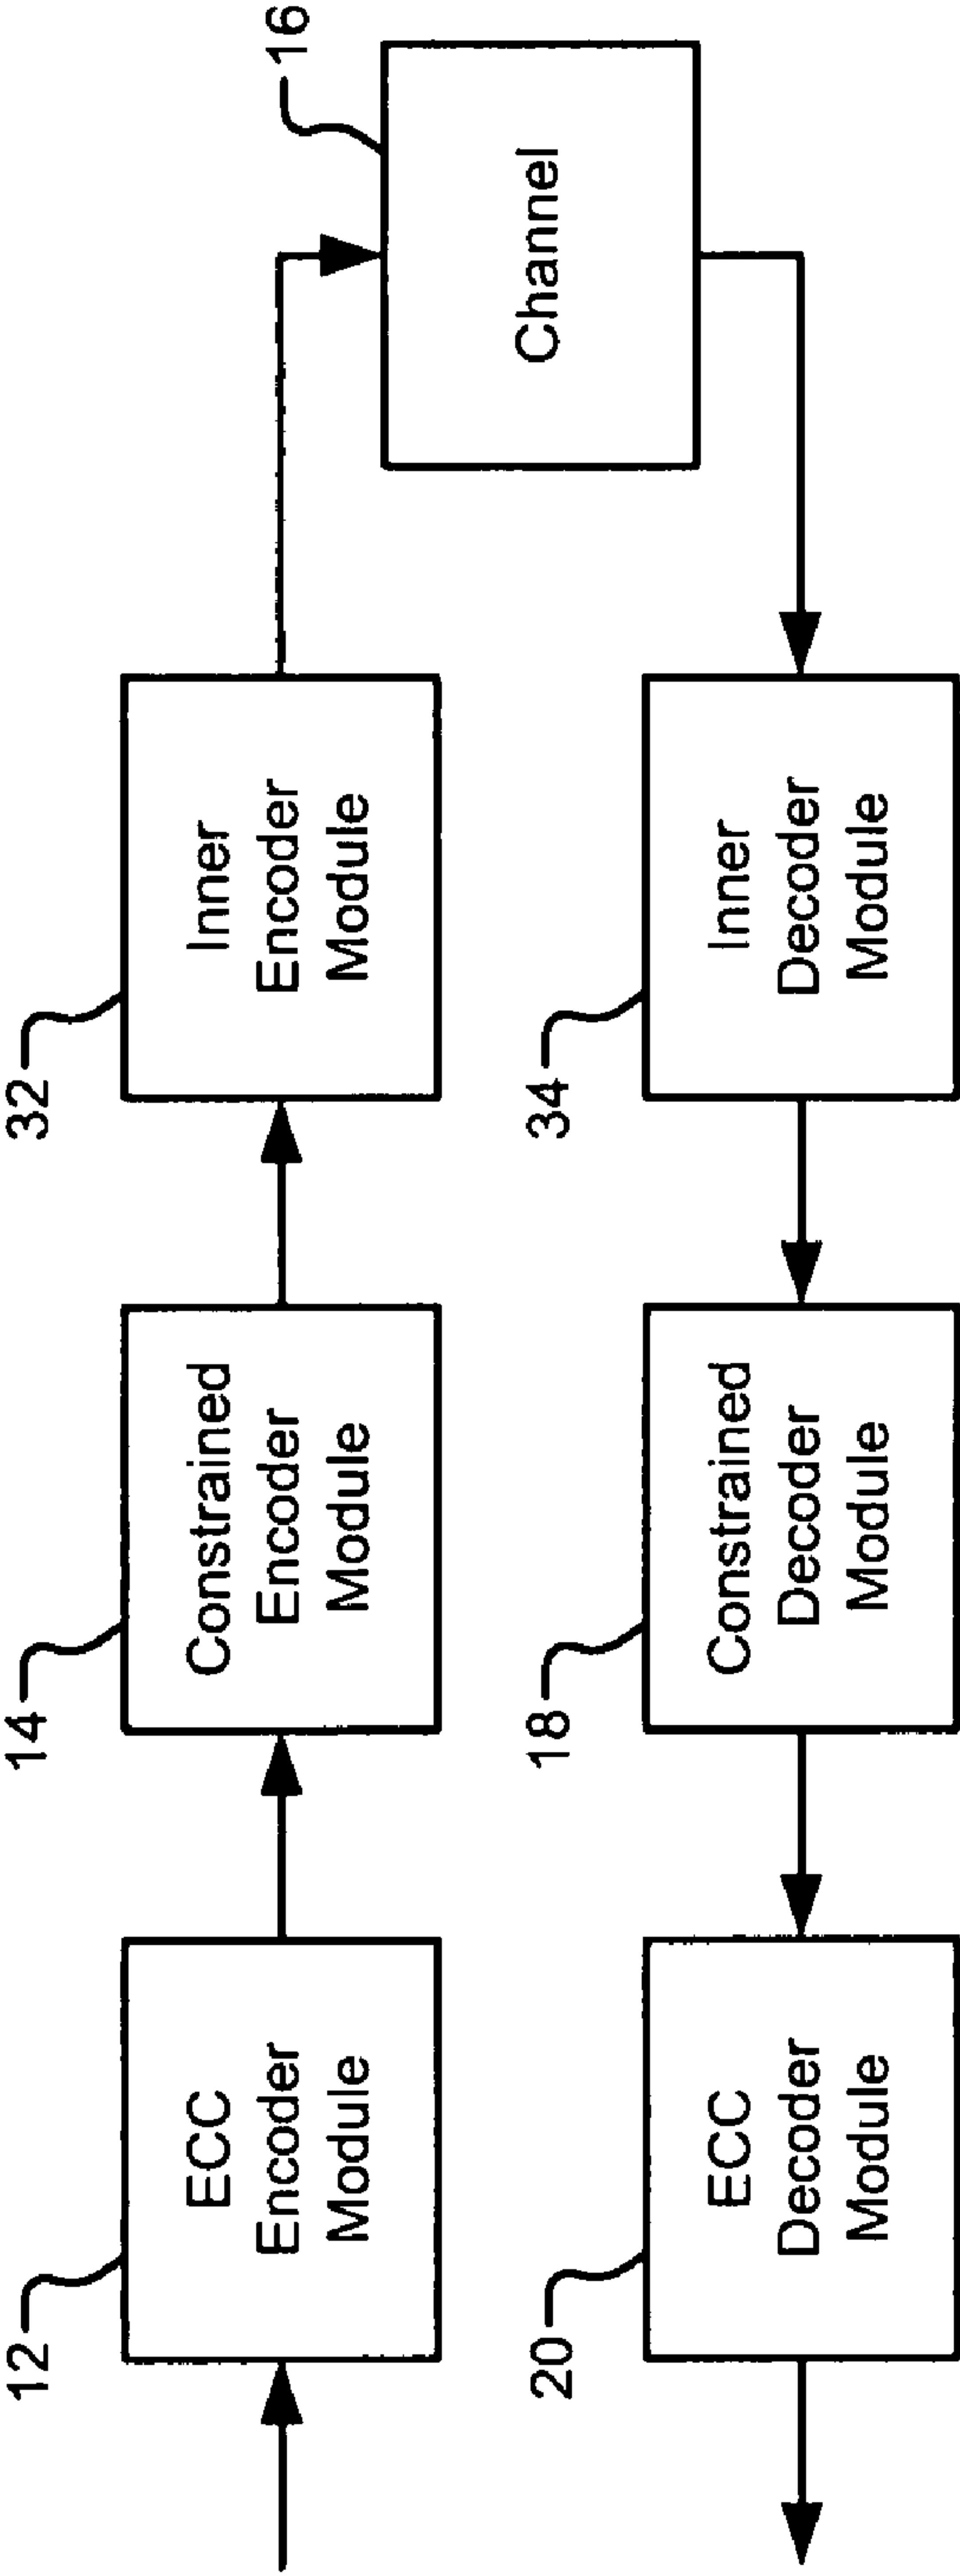 12
ECC
Encoder
Module
14
Constrained
Encoder
Module
32
Inner
Encoder
Module
16
Channel
20
ECC
Decoder
Module
18
Constrained
Decoder
Module
34
Inner
Decoder
Module